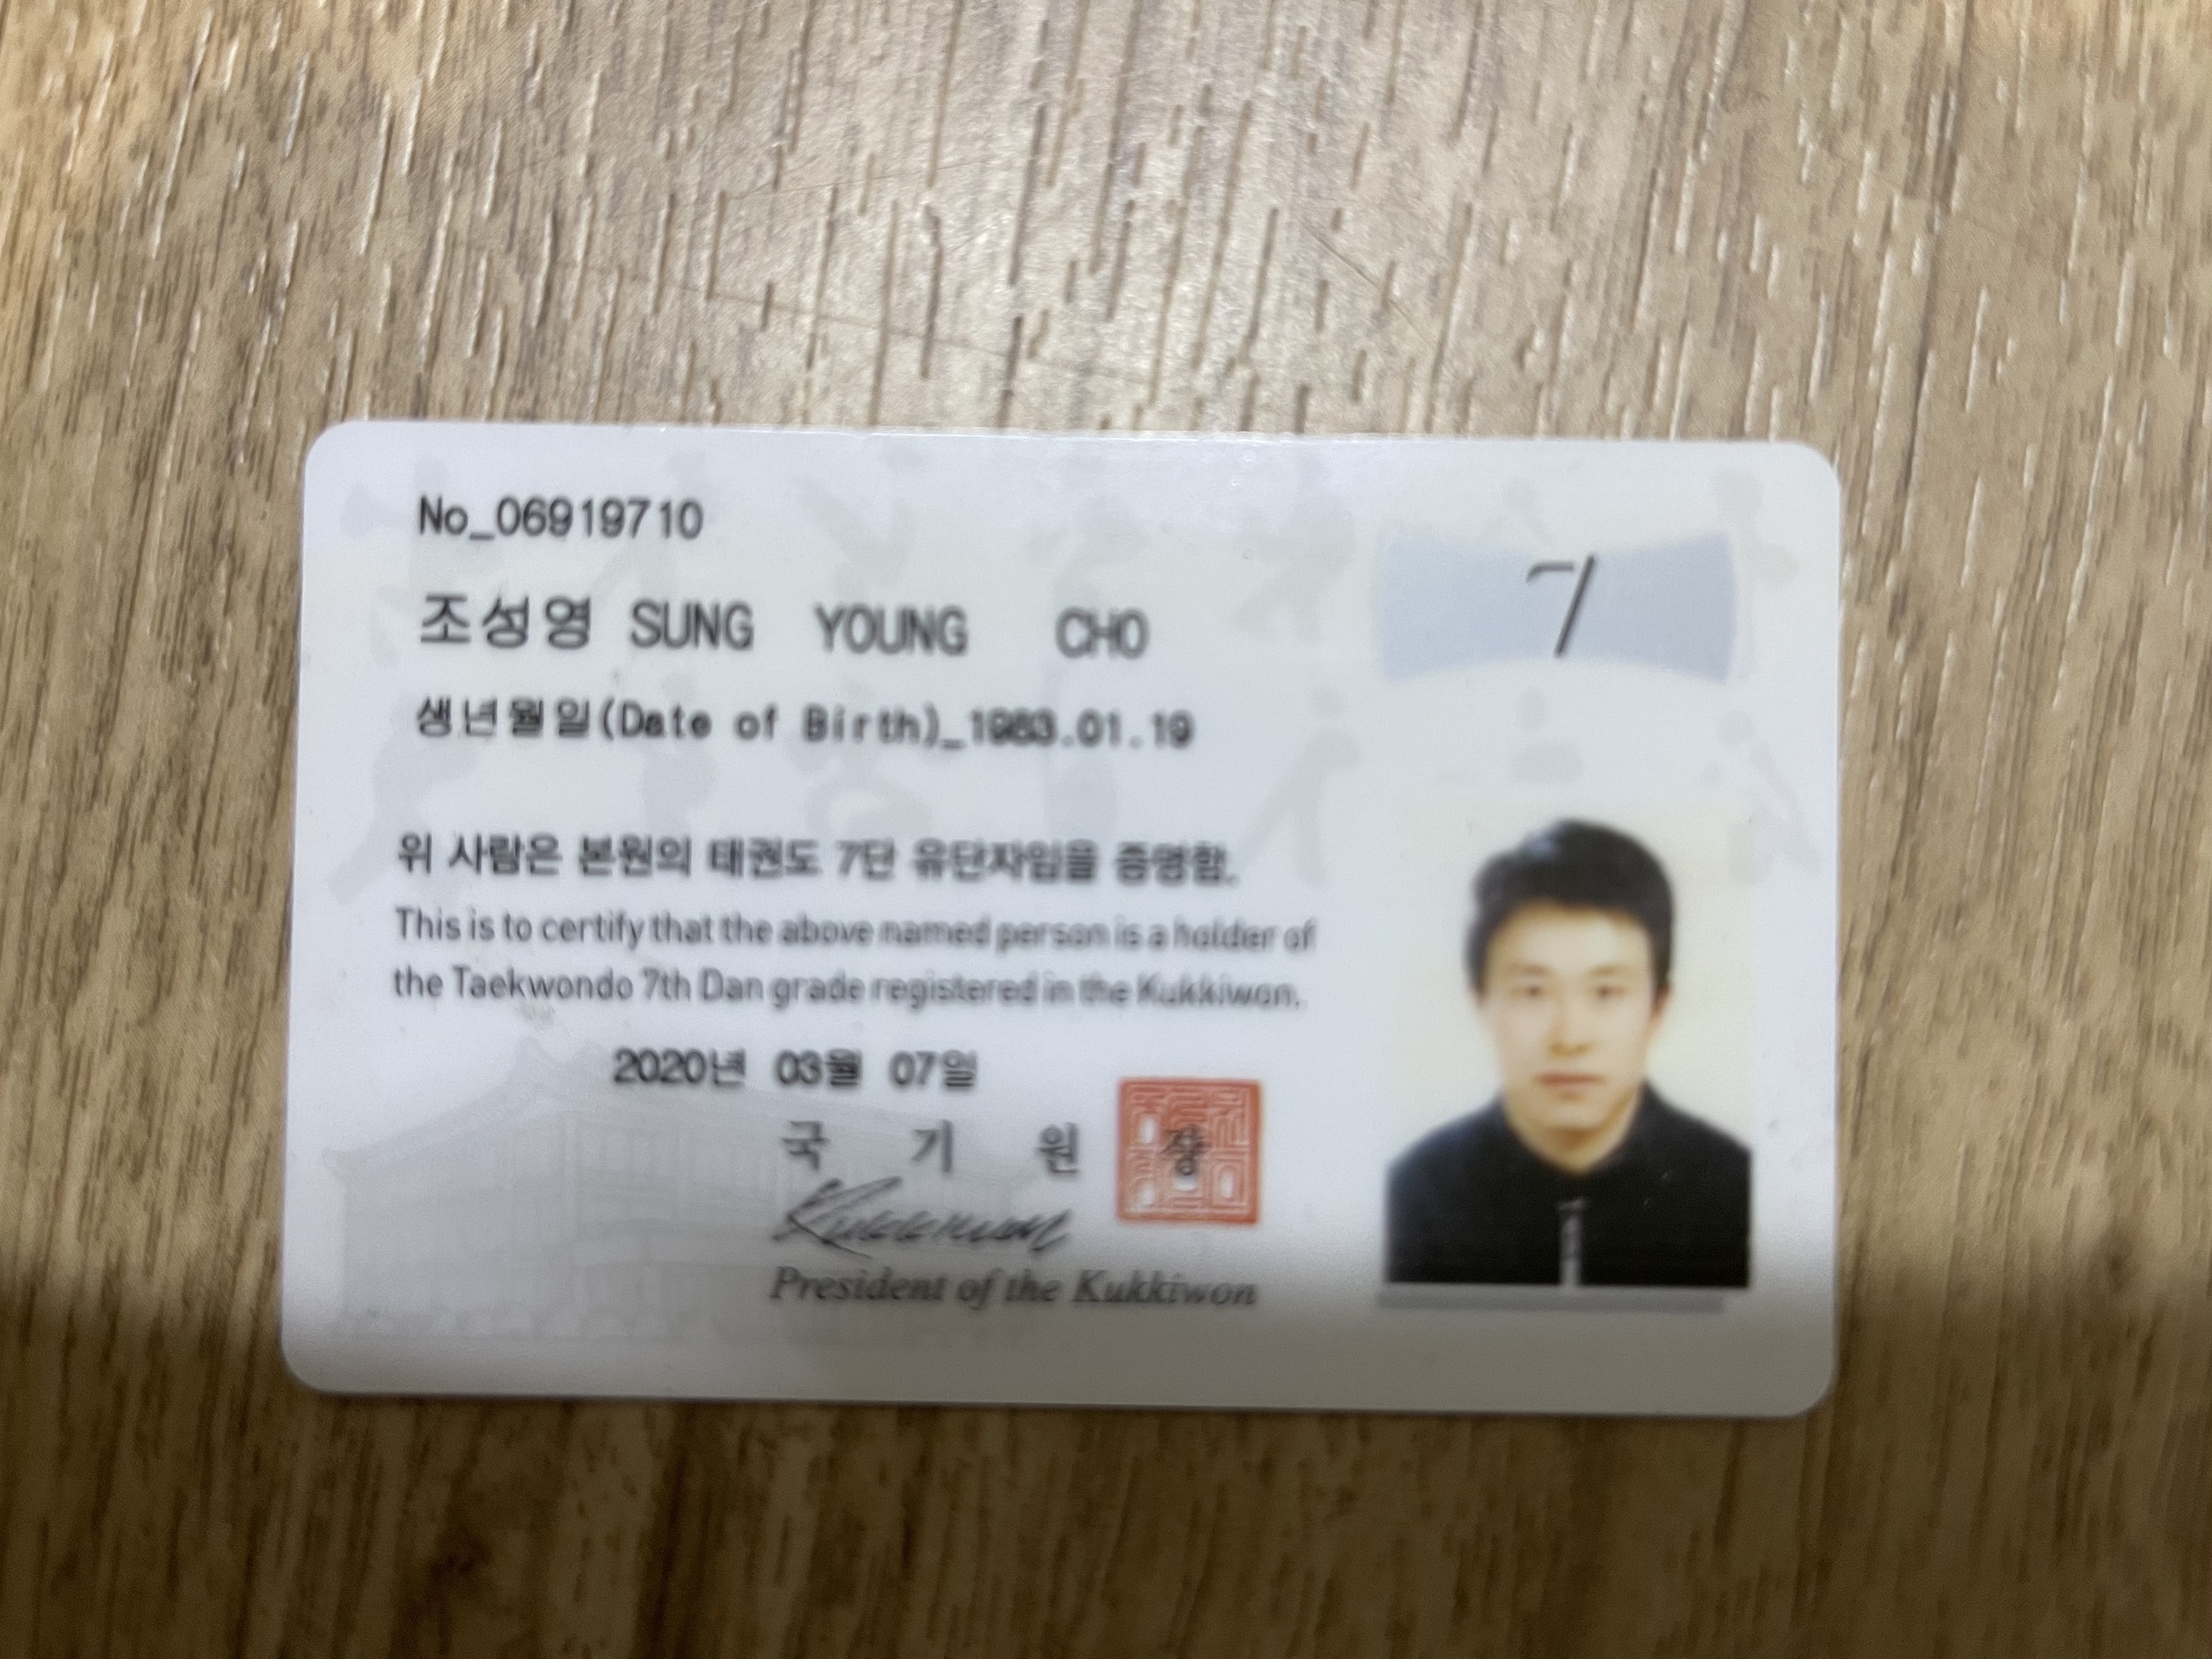 No_06919710
7
조성영 SUNG YOUNG CHO
생년월일(Date of Birth)_1983.01.19
위 사람은 본원의 태권도 7단 유단자임을 증명함.
This is to certify that the above named person is a holder of
the Taekwondo 7th Dan grade registered in the Kukkiwon.
2020년 03월 07일
국 기 원 장
Kukkiwon
President of the Kukkiwon